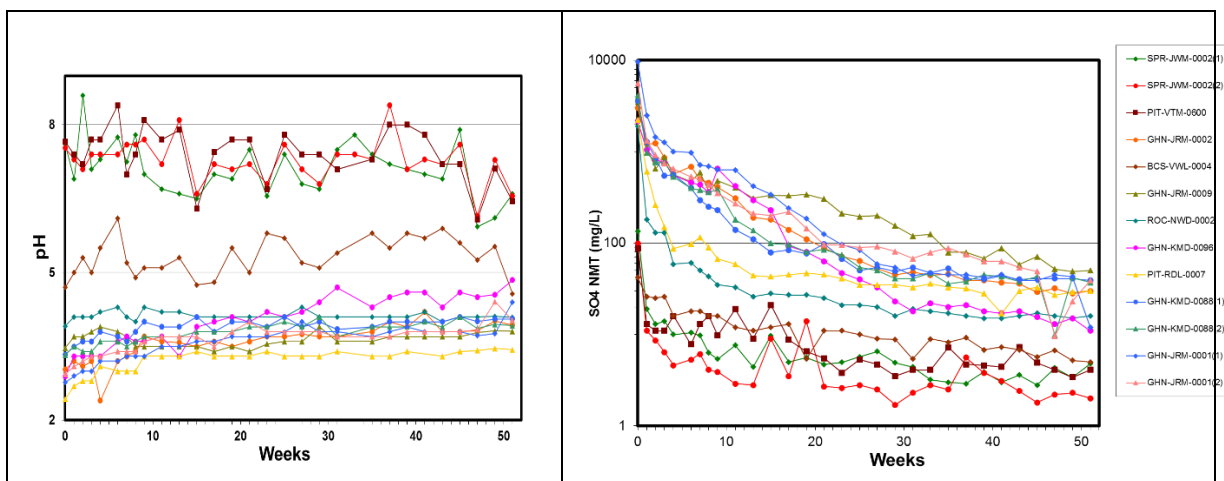 8
5
2
pH
0
10
20
30
40
50
Weeks
10000
100
1
SO4 NMT (mg/L)
0
10
20
30
40
50
Weeks
SPR-JWM-0002(1)
SPR-JWM-0002(2)
PIT-VTM-0600
GHN-JRM-0002
BCS-VWL-0004
GHN-JRM-0009
ROC-NWD-0002
GHN-KMD-0096
PIT-RDL-0007
GHN-KMD-0088(1)
GHN-KMD-0088(2)
GHN-JRM-0001(1)
GHN-JRM-0001(2)